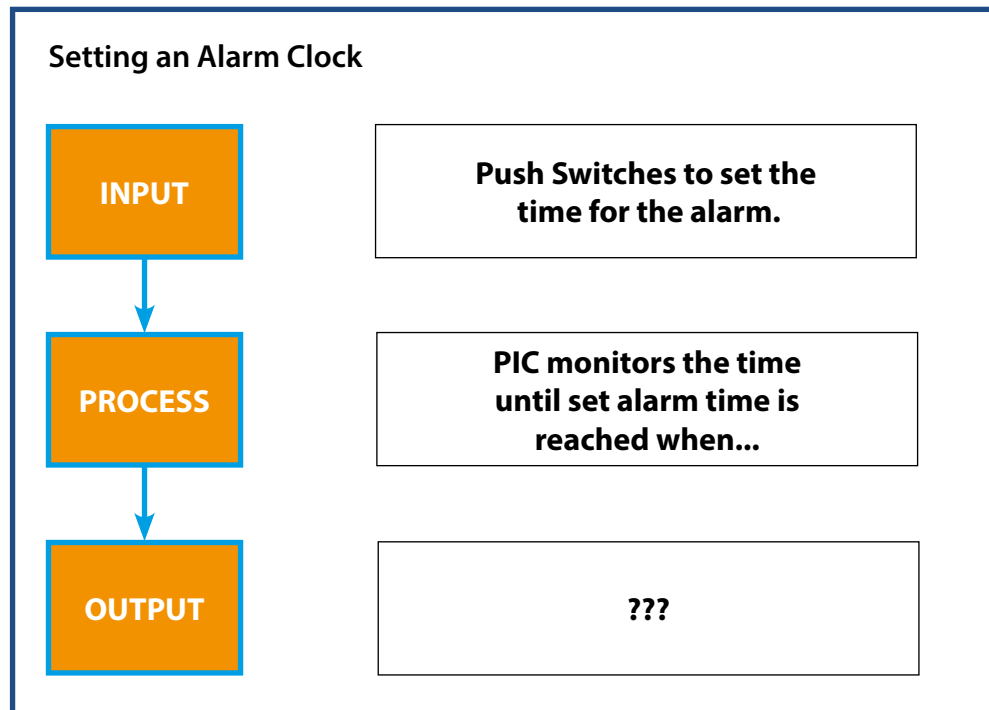 Setting an Alarm Clock
INPUT
Push Switches to set the
time for the alarm.
PROCESS
PIC monitors the time
until set alarm time is
reached when...
OUTPUT
???